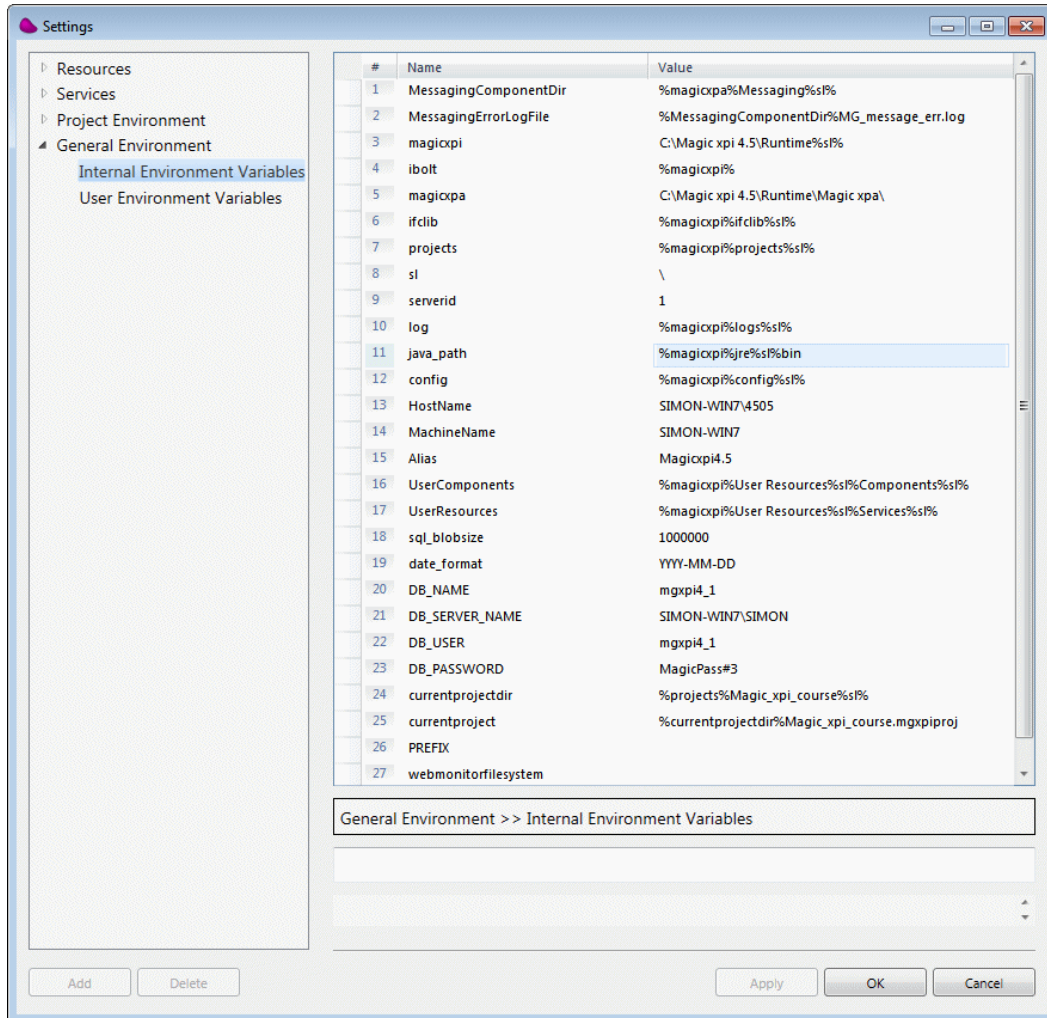 Settings
Resources
Services
Project Environment
General Environment
Internal Environment Variables
User Environment Variables
# Name Value
1 MessagingComponentDir %magicxpa%Messaging%sl%
2 MessagingErrorLogFile %MessagingComponentDir%MG_message_err.log
3 magicxpi C:\Magic xpi 4.5\Runtime%sl%
4 ibolt %magicxpi%
5 magicxpa C:\Magic xpi 4.5\Runtime\Magic xpa\
6 ifclib %magicxpi%ifclib%sl%
7 projects %magicxpi%projects%sl%
8 sl \
9 serverid 1
10 log %magicxpi%logs%sl%
11 java_path %magicxpi%jre%sl%bin
12 config %magicxpi%config%sl%
13 HostName SIMON-WIN7\4505
14 MachineName SIMON-WIN7
15 Alias Magicxpi4.5
16 UserComponents %magicxpi%User Resources%sl%Components%sl%
17 UserResources %magicxpi%User Resources%sl%Services%sl%
18 sql_blobsize 1000000
19 date_format YYYY-MM-DD
20 DB_NAME mgxpi4_1
21 DB_SERVER_NAME SIMON-WIN7\SIMON
22 DB_USER mgxpi4_1
23 DB_PASSWORD MagicPass#3
24 currentprojectdir %projects%Magic_xpi_course%sl%
25 currentproject %currentprojectdir%Magic_xpi_course.mgxpiproj
26 PREFIX
27 webmonitorfilesystem
General Environment >> Internal Environment Variables
Add Delete Apply OK Cancel